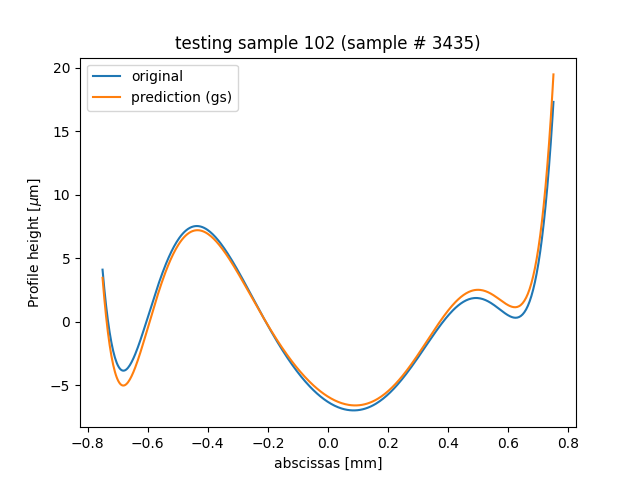 testing sample 102 (sample # 3435)
original
prediction (gs)
Profile height [μm]
20
15
10
5
0
−5
−0.8 −0.6 −0.4 −0.2 0.0 0.2 0.4 0.6 0.8
abscissas [mm]